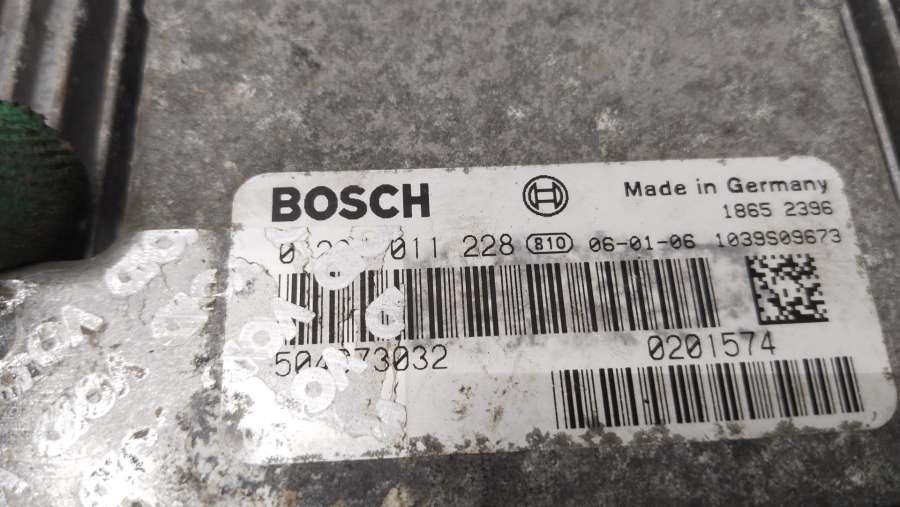 BOSCH
Made in Germany
1865 2396
011 228 810 06-01-06 1039S09673
0201574